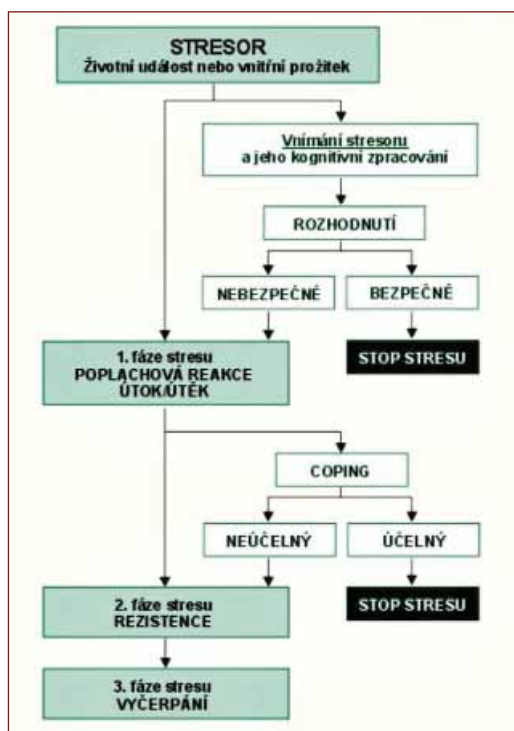 STRESOR
Životní událost nebo vnitřní prožitek
Vnímání stresoru
a jeho kognitivní zpracování
ROZHODNUTÍ
NEBEZPEČNÉ
BEZPEČNÉ
1. fáze stresu
POPLACHOVÁ REAKCE
ÚTOK/ÚTĚK
STOP STRESU
COPING
NEÚČELNÝ
ÚČELNÝ
2. fáze stresu
REZISTENCE
STOP STRESU
3. fáze stresu
VYČERPÁNÍ